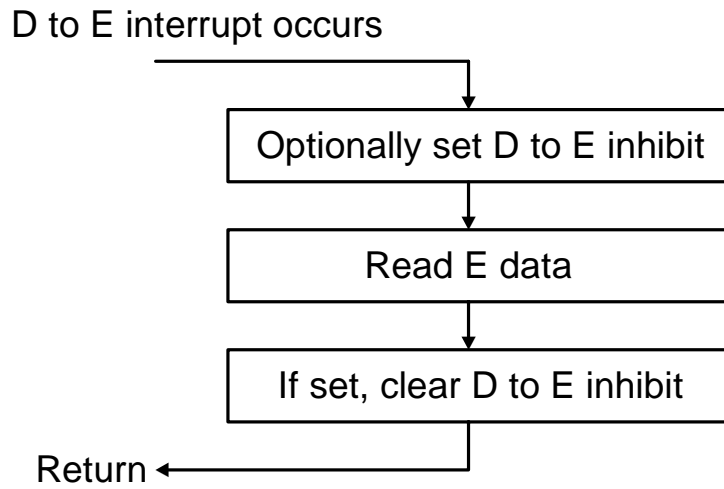 D to E interrupt occurs
Optionally set D to E inhibit
Read E data
If set, clear D to E inhibit
Return